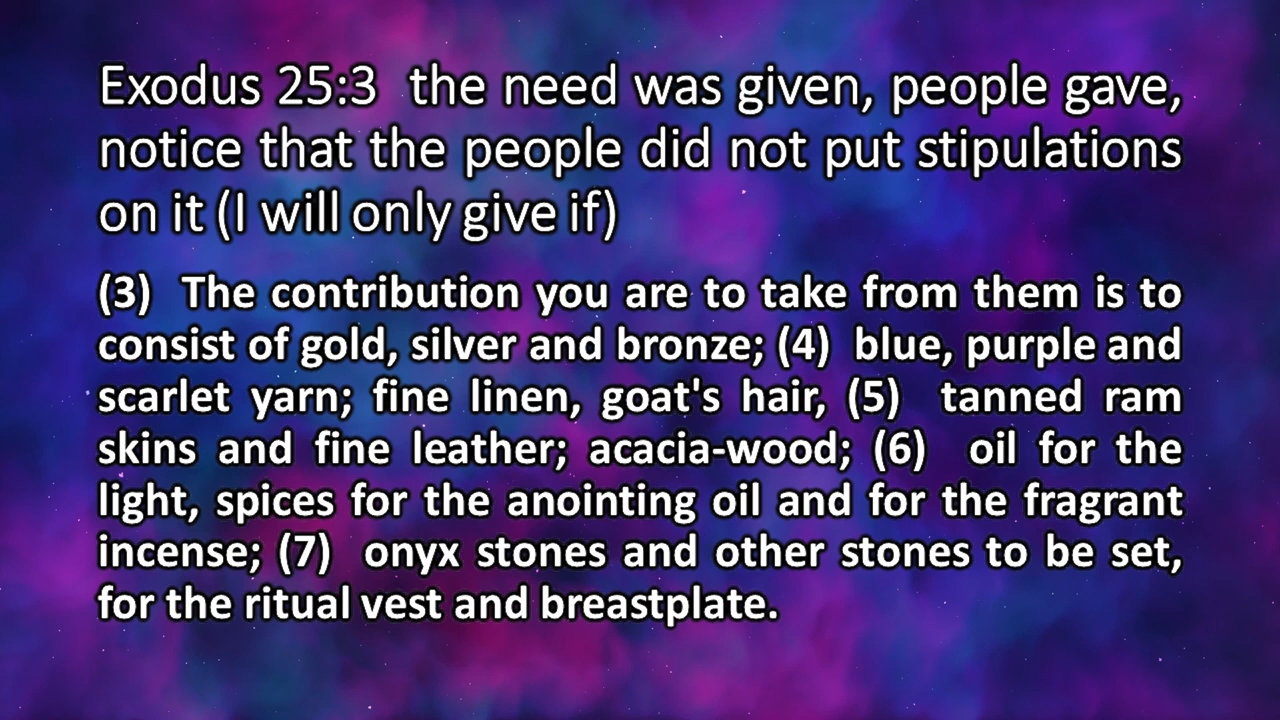 Exodus 25:3  the need was given, people gave,
notice that the people did not put stipulations
on it (I will only give if)
(3)  The contribution you are to take from them is to
consist of gold, silver and bronze; (4)  blue, purple and
scarlet yarn; fine linen, goat's hair, (5)  tanned ram
skins and fine leather; acacia-wood; (6)  oil for the
light, spices for the anointing oil and for the fragrant
incense; (7)  onyx stones and other stones to be set,
for the ritual vest and breastplate.